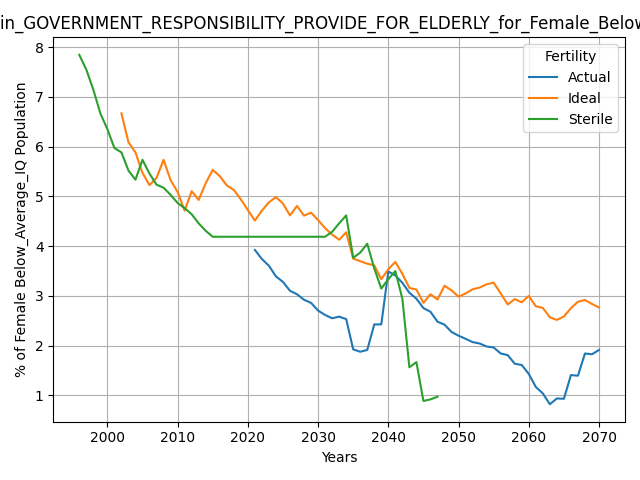 in_GOVERNMENT_RESPONSIBILITY_PROVIDE_FOR_ELDERLY_for_Female_Below
% of Female Below_Average_IQ Population
8
7
6
5
4
3
2
1
Fertility
Actual
Ideal
Sterile
2000 2010 2020 2030 2040 2050 2060 2070
Years